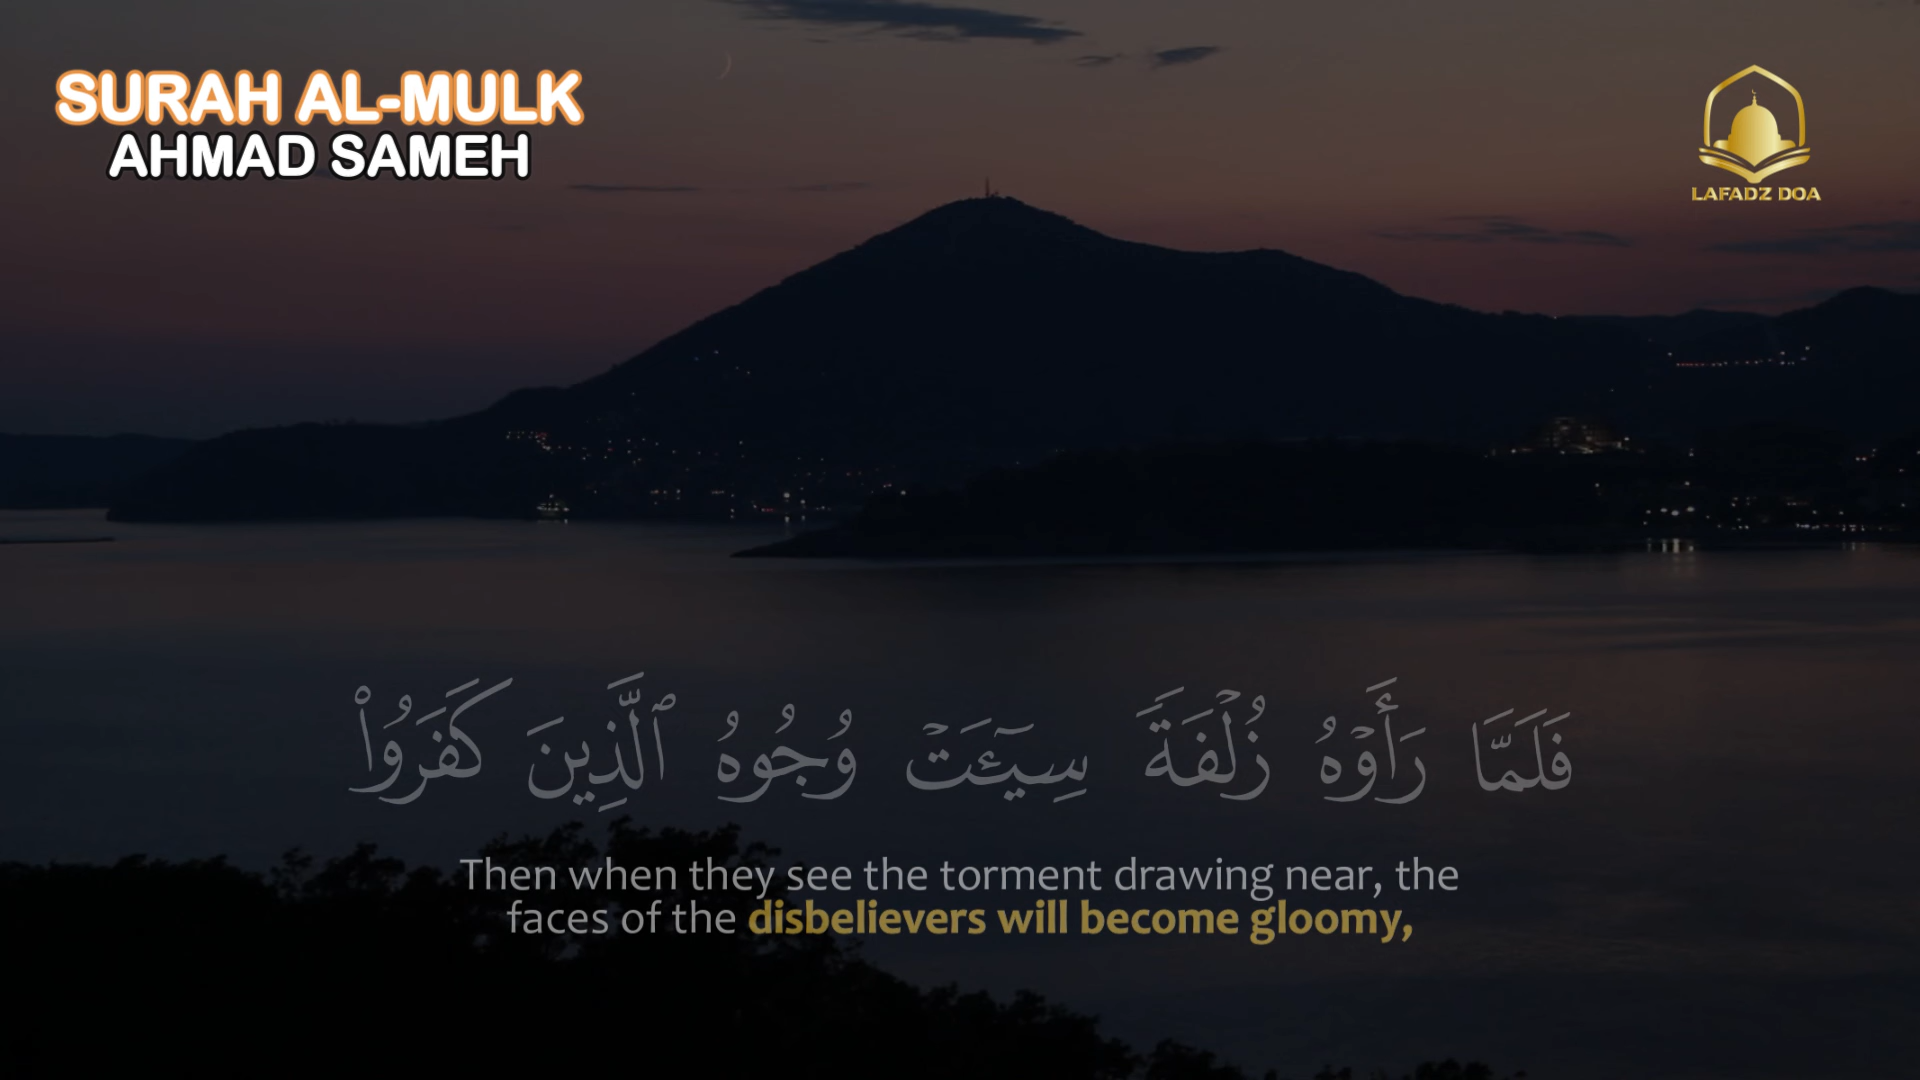 SURAH AL-MULK
AHMAD SAMEH
LAFADZ DOA
فَلَمَّا رَأَوْهُ زُلْفَةً سِيٓـَٔتْ وُجُوهُ ٱلَّذِينَ كَفَرُوا۟
Then when they see the torment drawing near, the
faces of the disbelievers will become gloomy,